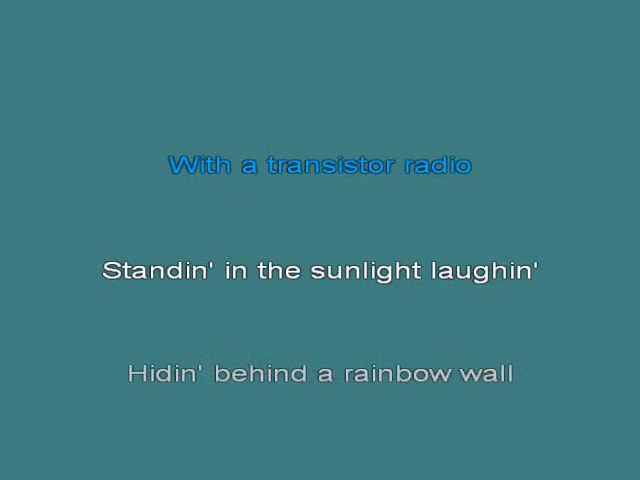 With a transistor radio
Standin' in the sunlight laughin'
Hidin' behind a rainbow wall